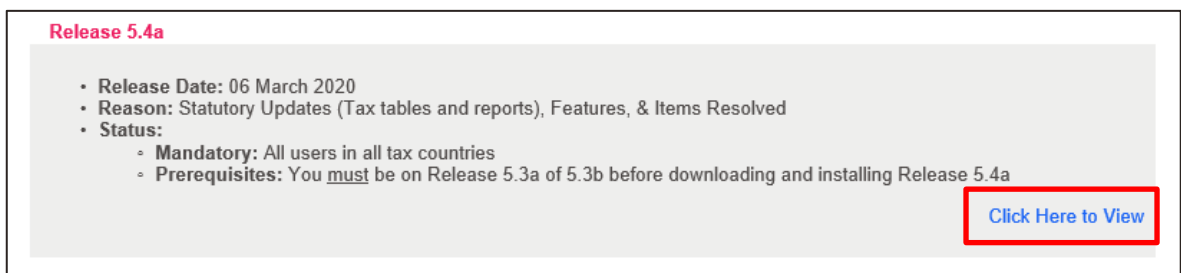 Release 5.4a
• Release Date: 06 March 2020
• Reason: Statutory Updates (Tax tables and reports), Features, & Items Resolved
• Status:
◦ Mandatory: All users in all tax countries
◦ Prerequisites: You must be on Release 5.3a of 5.3b before downloading and installing Release 5.4a
Click Here to View